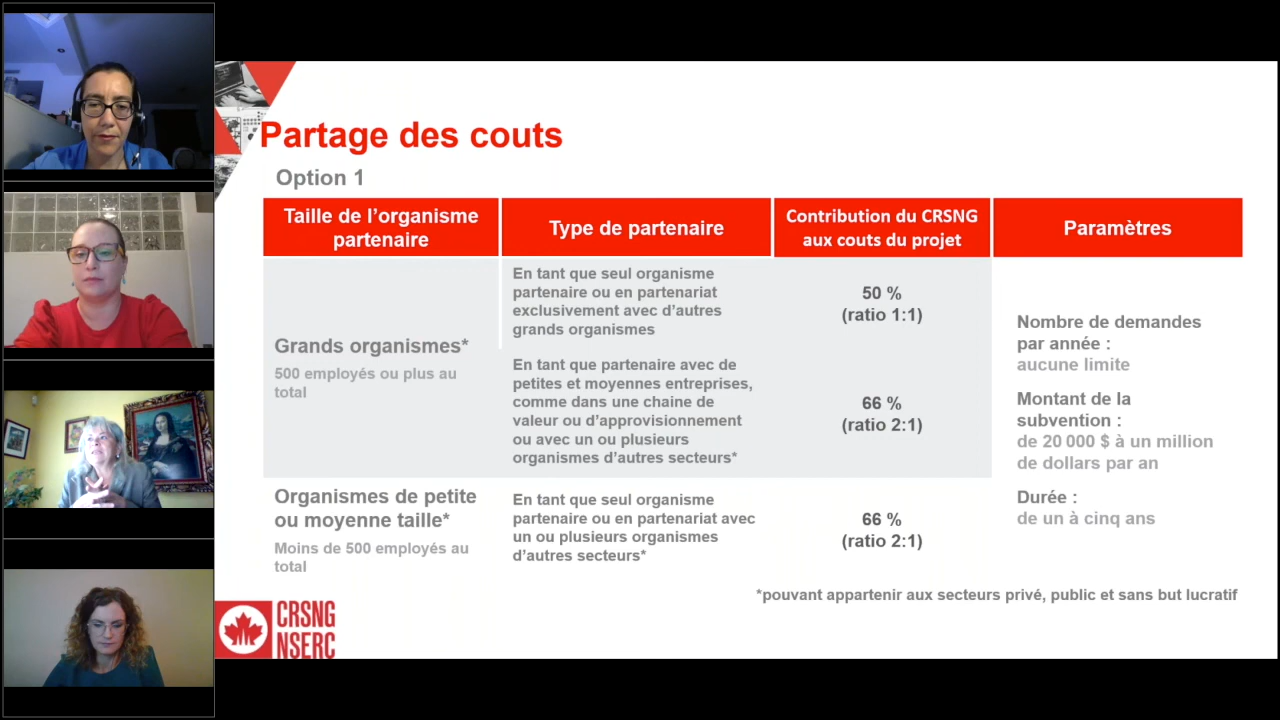 Partage des couts
Option 1
Taille de l'organisme
partenaire
Type de partenaire
Contribution du CRSNG
aux couts du projet
Paramètres
Grands organismes*
500 employés ou plus au
total
En tant que seul organisme
partenaire ou en partenariat
exclusivement avec d'autres
grands organismes
50 %
(ratio 1:1)
En tant que partenaire avec de
petites et moyennes entreprises,
comme dans une chaine de
valeur ou d'approvisionnement
ou avec un ou plusieurs
organismes d'autres secteurs*
66 %
(ratio 2:1)
Organismes de petite
ou moyenne taille*
Moins de 500 employés au
total
En tant que seul organisme
partenaire ou en partenariat avec
un ou plusieurs organismes
d'autres secteurs*
66 %
(ratio 2:1)
Nombre de demandes
par année :
aucune limite
Montant de la
subvention :
de 20 000 $ à un million
de dollars par an
Durée :
de un à cinq ans
*pouvant appartenir aux secteurs privé, public et sans but lucratif
CRSNG
NSERC